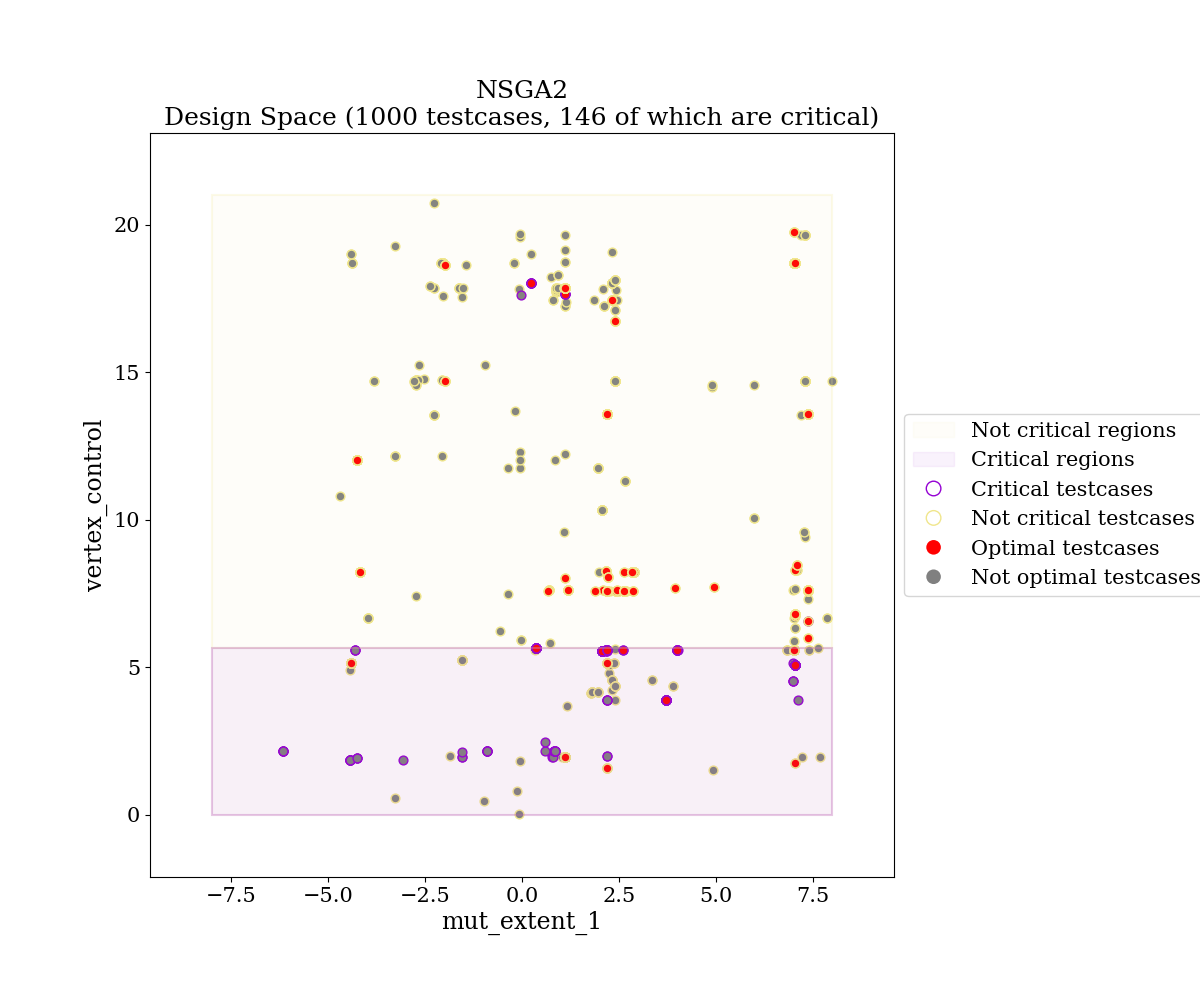 NSGA2
Design Space (1000 testcases, 146 of which are critical)
vertex_control
20
15
10
5
0
−7.5
−5.0
−2.5
0.0
2.5
5.0
7.5
mut_extent_1
Not critical regions
Critical regions
Critical testcases
Not critical testcases
Optimal testcases
Not optimal testcases